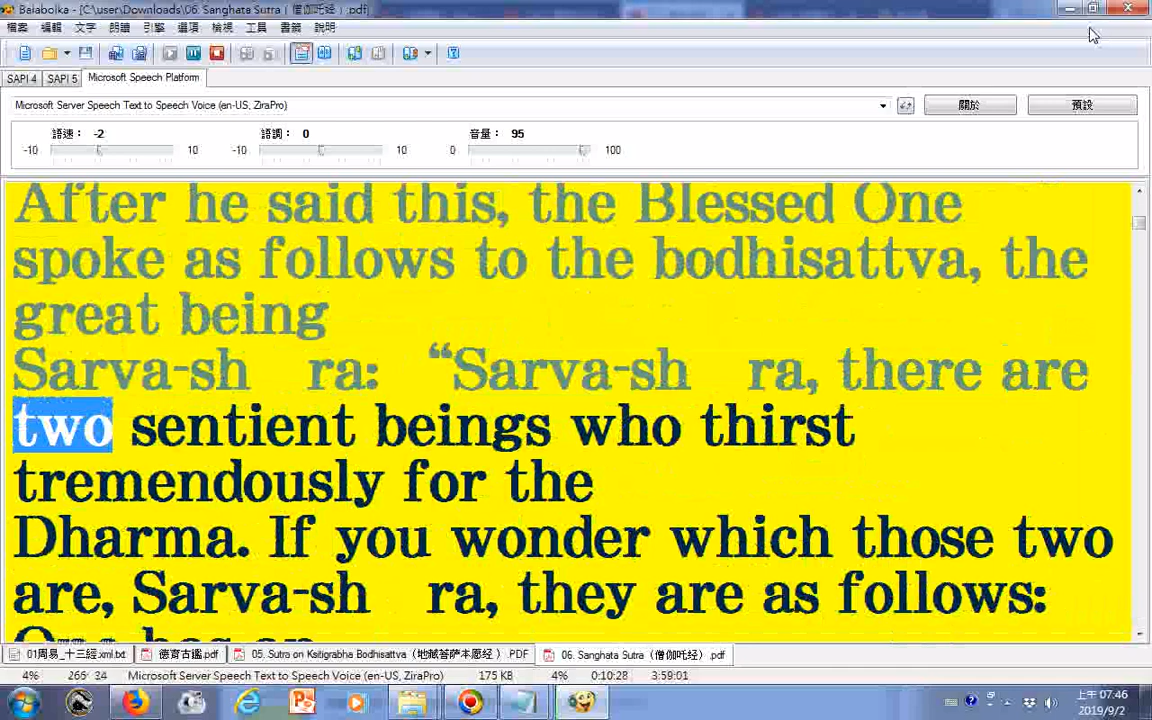 Balabolka - [C:\user\Downloads\06. Sanghata Sutra（僧伽吒经）.pdf]
檔案 編輯 文字 朗讀 引擎 選項 檢視 工具 書籤 說明
SAPI 4 SAPI 5 Microsoft Speech Platform
Microsoft Server Speech Text to Speech Voice (en-US, ZiraPro) 關於 預設
語速： -2 語調： 0 音量： 95
-10 10 -10 10 0 100
After he said this, the Blessed One
spoke as follows to the bodhisattva, the
great being
Sarva-sh ra: “Sarva-sh ra, there are
two sentient beings who thirst
tremendously for the
Dharma. If you wonder which those two
are, Sarva-sh ra, they are as follows:
One has an
01周易_十三經.xml.txt 德育古鑑.pdf 05. Sutra on Ksitigrabha Bodhisattva（地藏菩萨本愿经）.PDF 06. Sanghata Sutra（僧伽吒经）.pdf
4% 265: 24 Microsoft Server Speech Text to Speech Voice (en-US, ZiraPro) 175 KB 4% 0:10:28 3:59:01
上午 07:46
2019/9/2